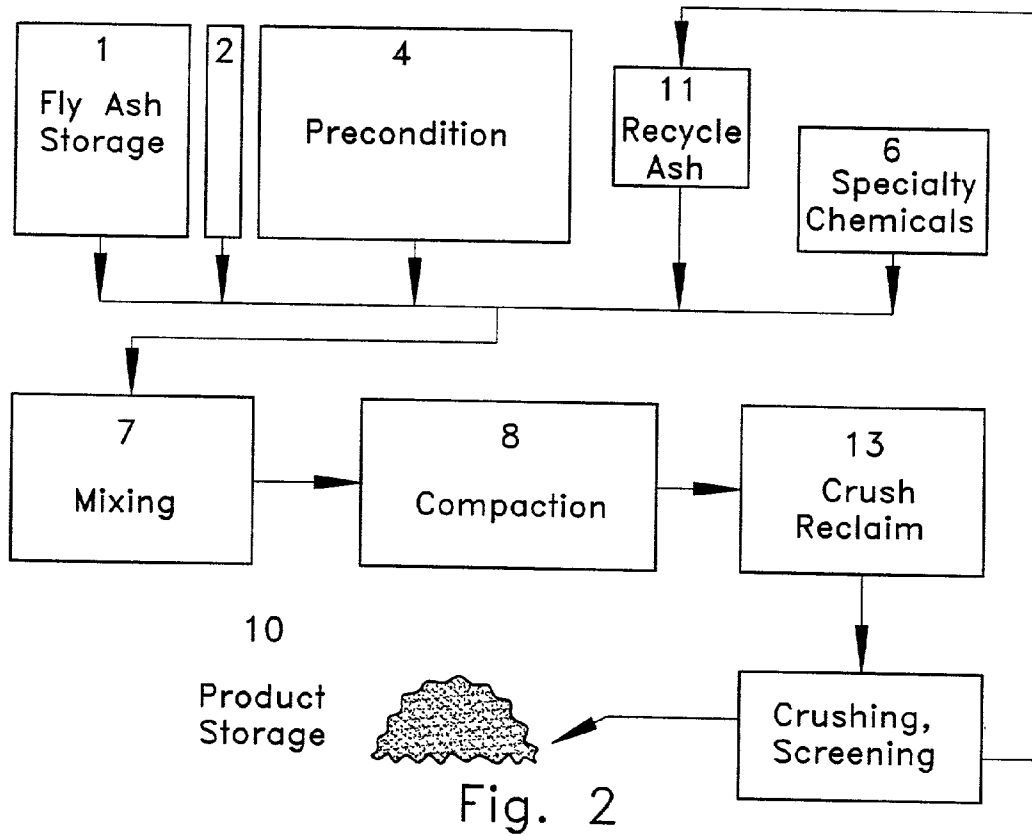 1
Fly Ash
Storage
2
4
Precondition
11
Recycle
Ash
6
Specialty
Chemicals
7
Mixing
8
Compaction
13
Crush
Reclaim
10
Product
Storage
Crushing,
Screening
Fig. 2